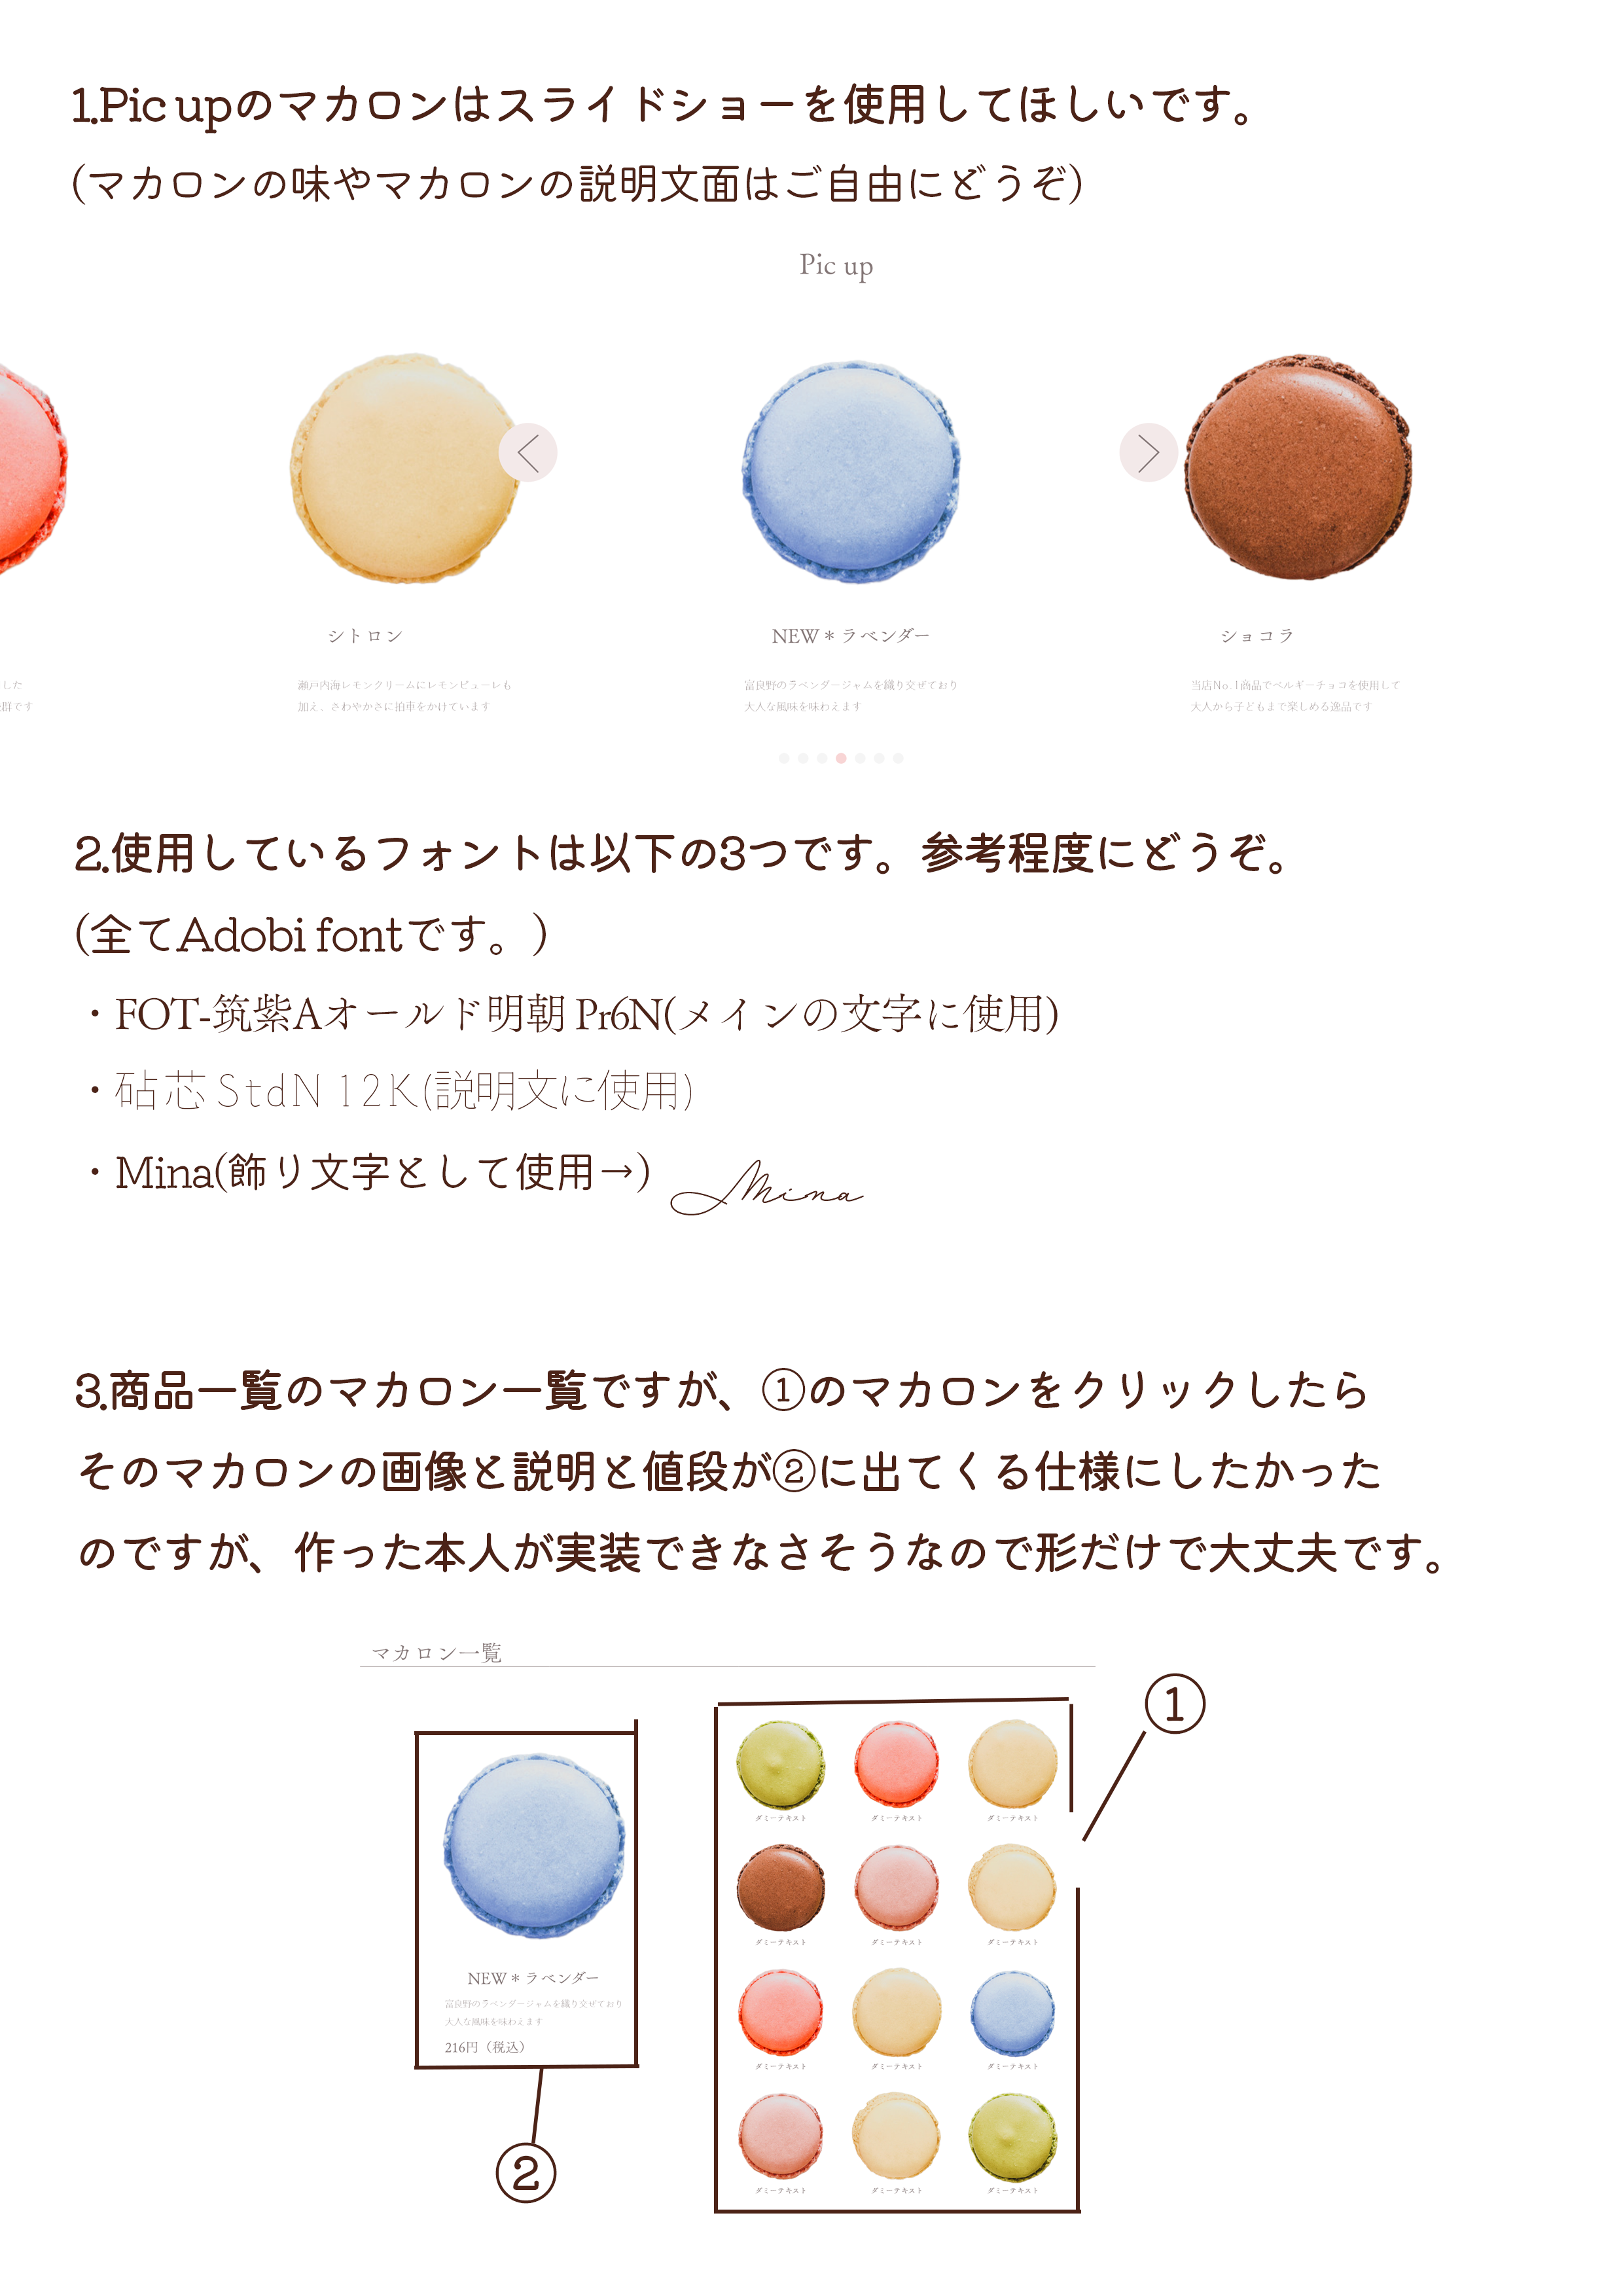 1.Pic upのマカロンはスライドショーを使用してほしいです。
(マカロンの味やマカロンの説明文面はご自由にどうぞ)
Pic up
シトロン
NEW＊ラベンダー
ショコラ
した
瀬戸内海レモンクリームにレモンピューレも
富良野のラベンダージャムを織り交ぜており
当店No.1商品でベルギーチョコを使用して
群です
加え、さわやかさに拍車をかけています
大人な風味を味わえます
大人から子どもまで楽しめる逸品です
2.使用しているフォントは以下の3つです。参考程度にどうぞ。
(全てAdobi fontです。)
・FOT-筑紫Aオールド明朝 Pr6N(メインの文字に使用)
・砧芯 StdN 12K(説明文に使用)
・Mina(飾り文字として使用→)
Mina
3.商品一覧のマカロン一覧ですが、①のマカロンをクリックしたら
そのマカロンの画像と説明と値段が②に出てくる仕様にしたかった
のですが、作った本人が実装できなさそうなので形だけで大丈夫です。
マカロン一覧
①
ダミーテキスト
ダミーテキスト
ダミーテキスト
ダミーテキスト
ダミーテキスト
ダミーテキスト
NEW＊ラベンダー
富良野のラベンダージャムを織り交ぜており
大人な風味を味わえます
216円（税込）
ダミーテキスト
ダミーテキスト
ダミーテキスト
②
ダミーテキスト
ダミーテキスト
ダミーテキスト